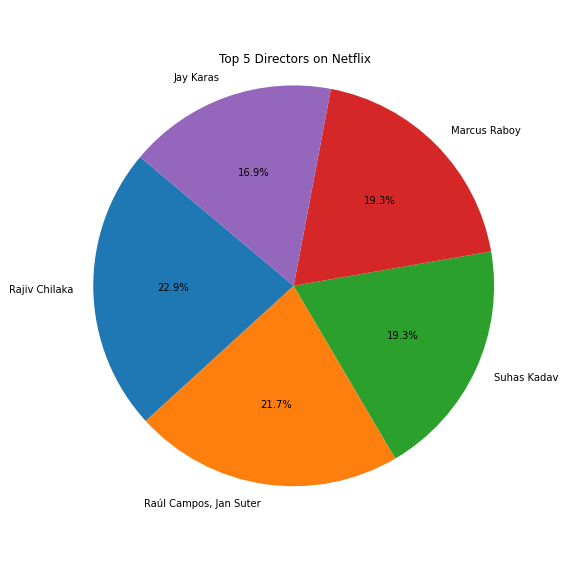 Top 5 Directors on Netflix
Jay Karas
Marcus Raboy
16.9%
19.3%
Rajiv Chilaka
22.9%
19.3%
Suhas Kadav
21.7%
Raúl Campos, Jan Suter